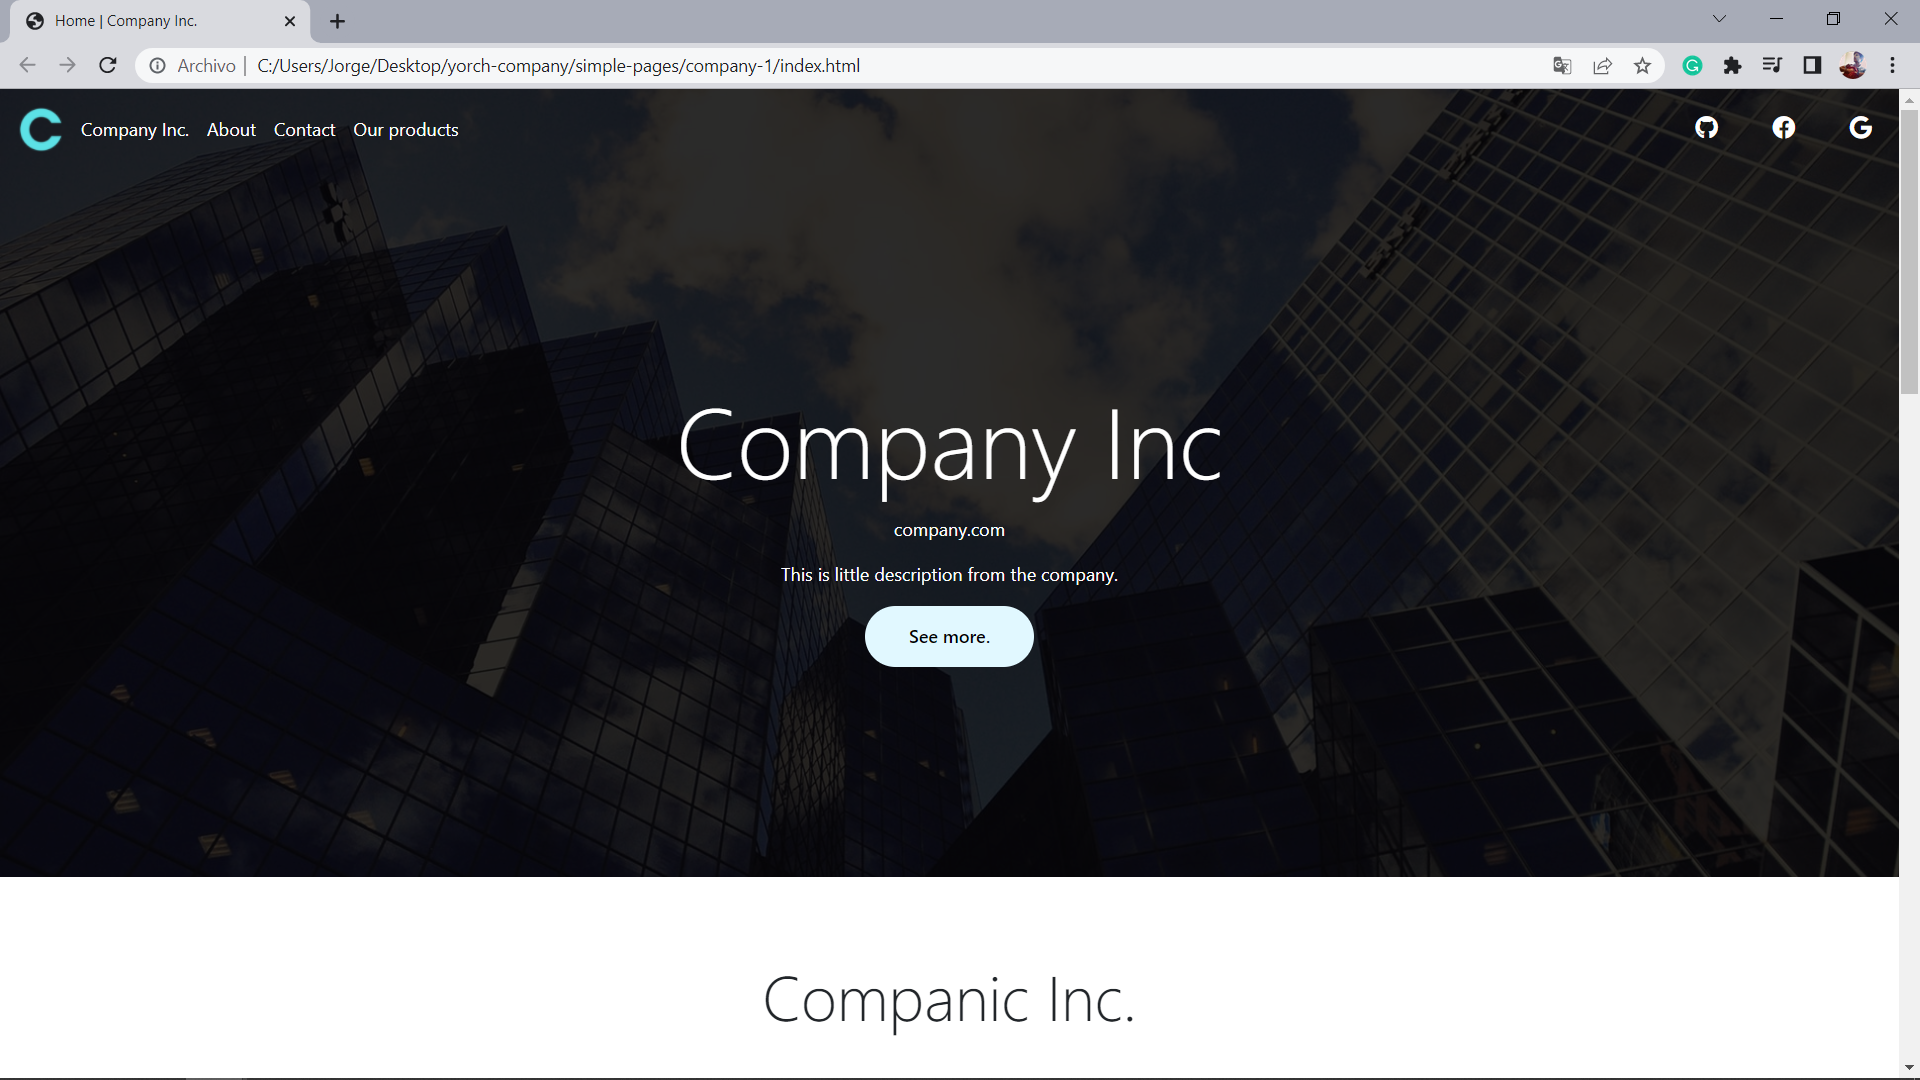 Home | Company Inc.
Archivo | C:/Users/Jorge/Desktop/yorch-company/simple-pages/company-1/index.html
Company Inc. About Contact Our products
Company Inc
company.com
This is little description from the company.
See more.
Companic Inc.